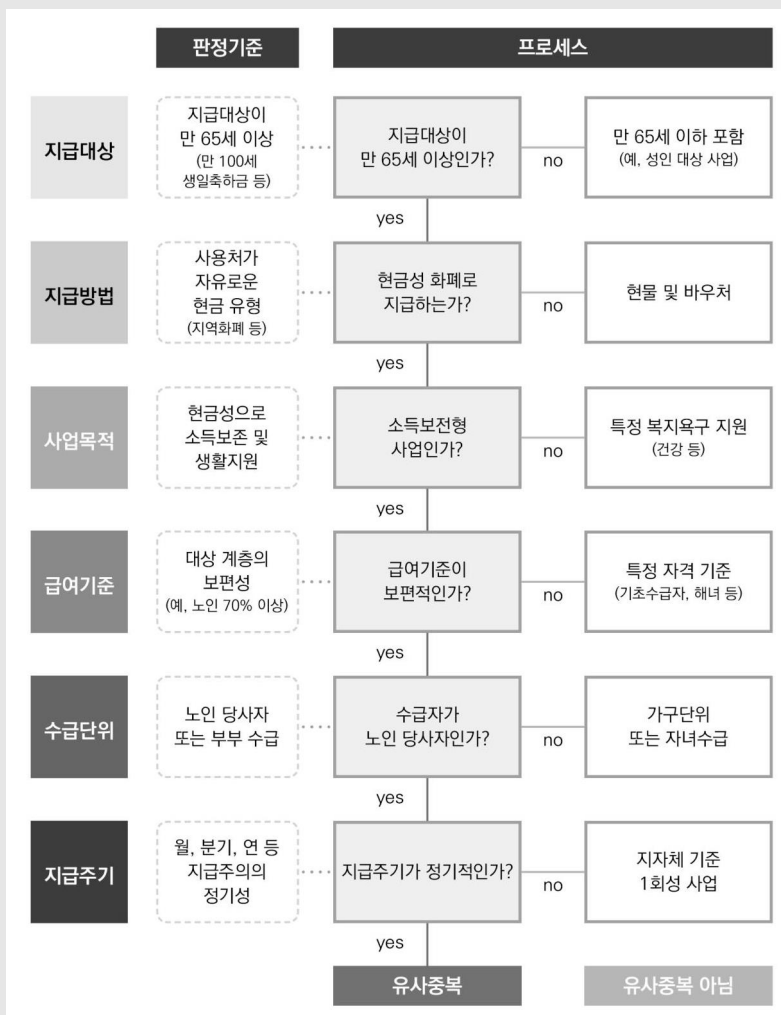 판정기준
프로세스
지급대상
지급대상이
만 65세 이상
(만 100세
생일축하금 등)
지급대상이
만 65세 이상인가?
no
만 65세 이하 포함
(예, 성인 대상 사업)
yes
지급방법
사용처가
자유로운
현금 유형
(지역화폐 등)
현금성 화폐로
지급하는가?
no
현물 및 바우처
yes
사업목적
현금성으로
소득보존 및
생활지원
소득보전형
사업인가?
no
특정 복지욕구 지원
(건강 등)
yes
급여기준
대상 계층의
보편성
(예, 노인 70% 이상)
급여기준이
보편적인가?
no
특정 자격 기준
(기초수급자, 해녀 등)
yes
수급단위
노인 당사자
또는 부부 수급
수급자가
노인 당사자인가?
no
가구단위
또는 자녀수급
yes
지급주기
월, 분기, 연 등
지급주의의
정기성
지급주기가 정기적인가?
no
지자체 기준
1회성 사업
yes
유사중복
유사중복 아님